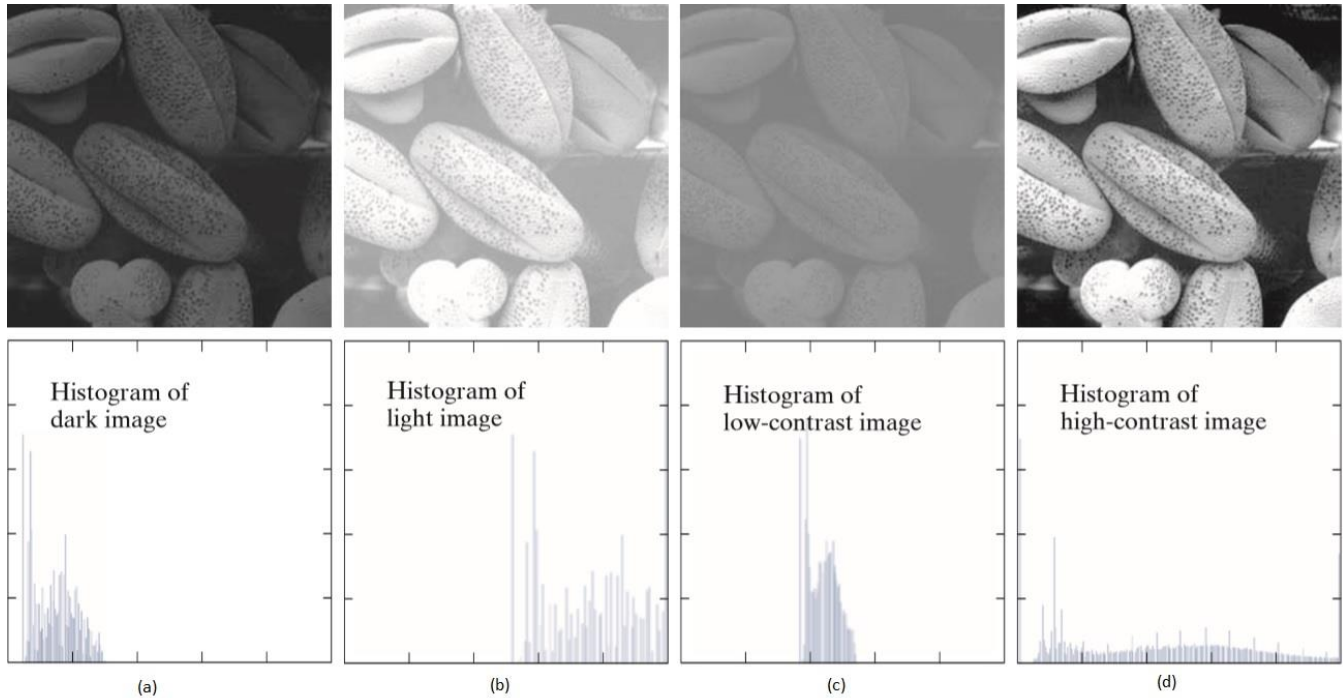 Histogram of
dark image
Histogram of
light image
Histogram of
low-contrast image
Histogram of
high-contrast image
(a)
(b)
(c)
(d)